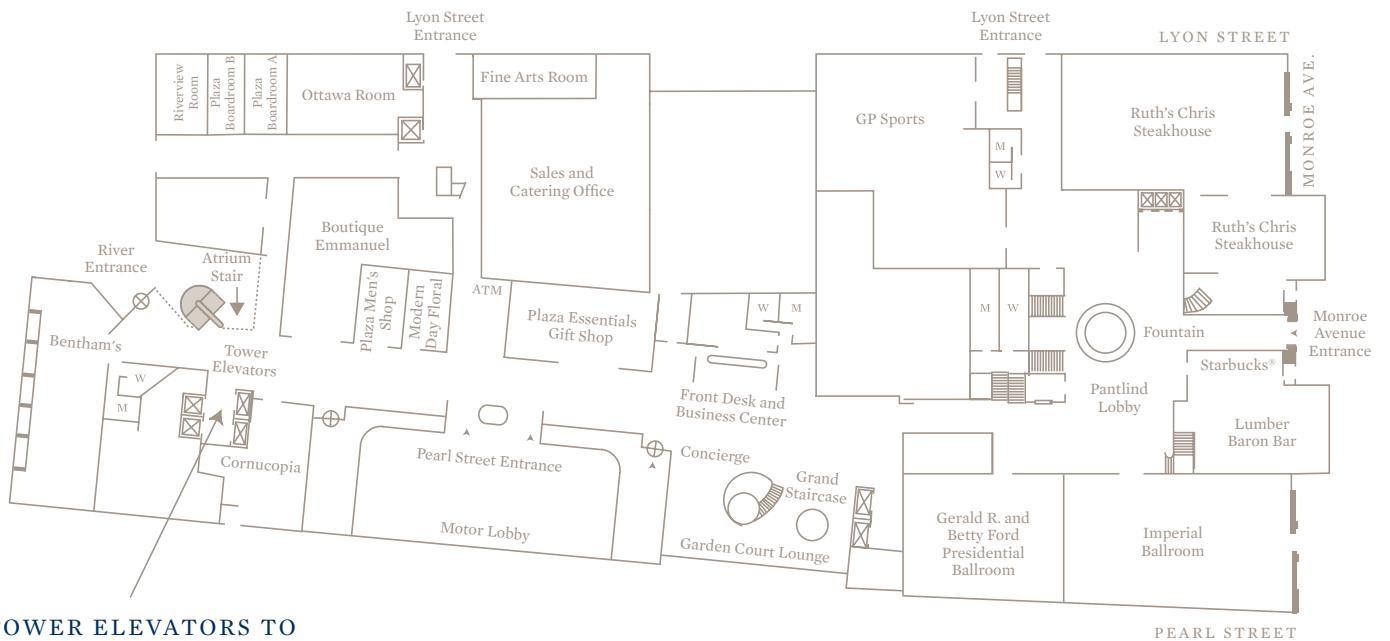 Lyon Street
Entrance
Lyon Street
Entrance
LYON STREET
MONROE AVE.
Riverview
Room
Plaza
Boardroom B
Plaza
Boardroom A
Ottawa Room
Fine Arts Room
GP Sports
Ruth's Chris
Steakhouse
M
W
Sales and
Catering Office
Boutique
Emmanuel
Ruth's Chris
Steakhouse
River
Entrance
Atrium
Stair
ATM
Plaza Men's
Shop
Modern
Day Floral
Plaza Essentials
Gift Shop
W
M
M
W
Fountain
Monroe
Avenue
Entrance
Bentham's
Tower
Elevators
Starbucks®
W
M
Front Desk and
Business Center
Pantlind
Lobby
Lumber
Baron Bar
Cornucopia
Pearl Street Entrance
Concierge
Grand
Staircase
Motor Lobby
Garden Court Lounge
Gerald R. and
Betty Ford
Presidential
Ballroom
Imperial
Ballroom
OWER ELEVATORS TO
PEARL STREET